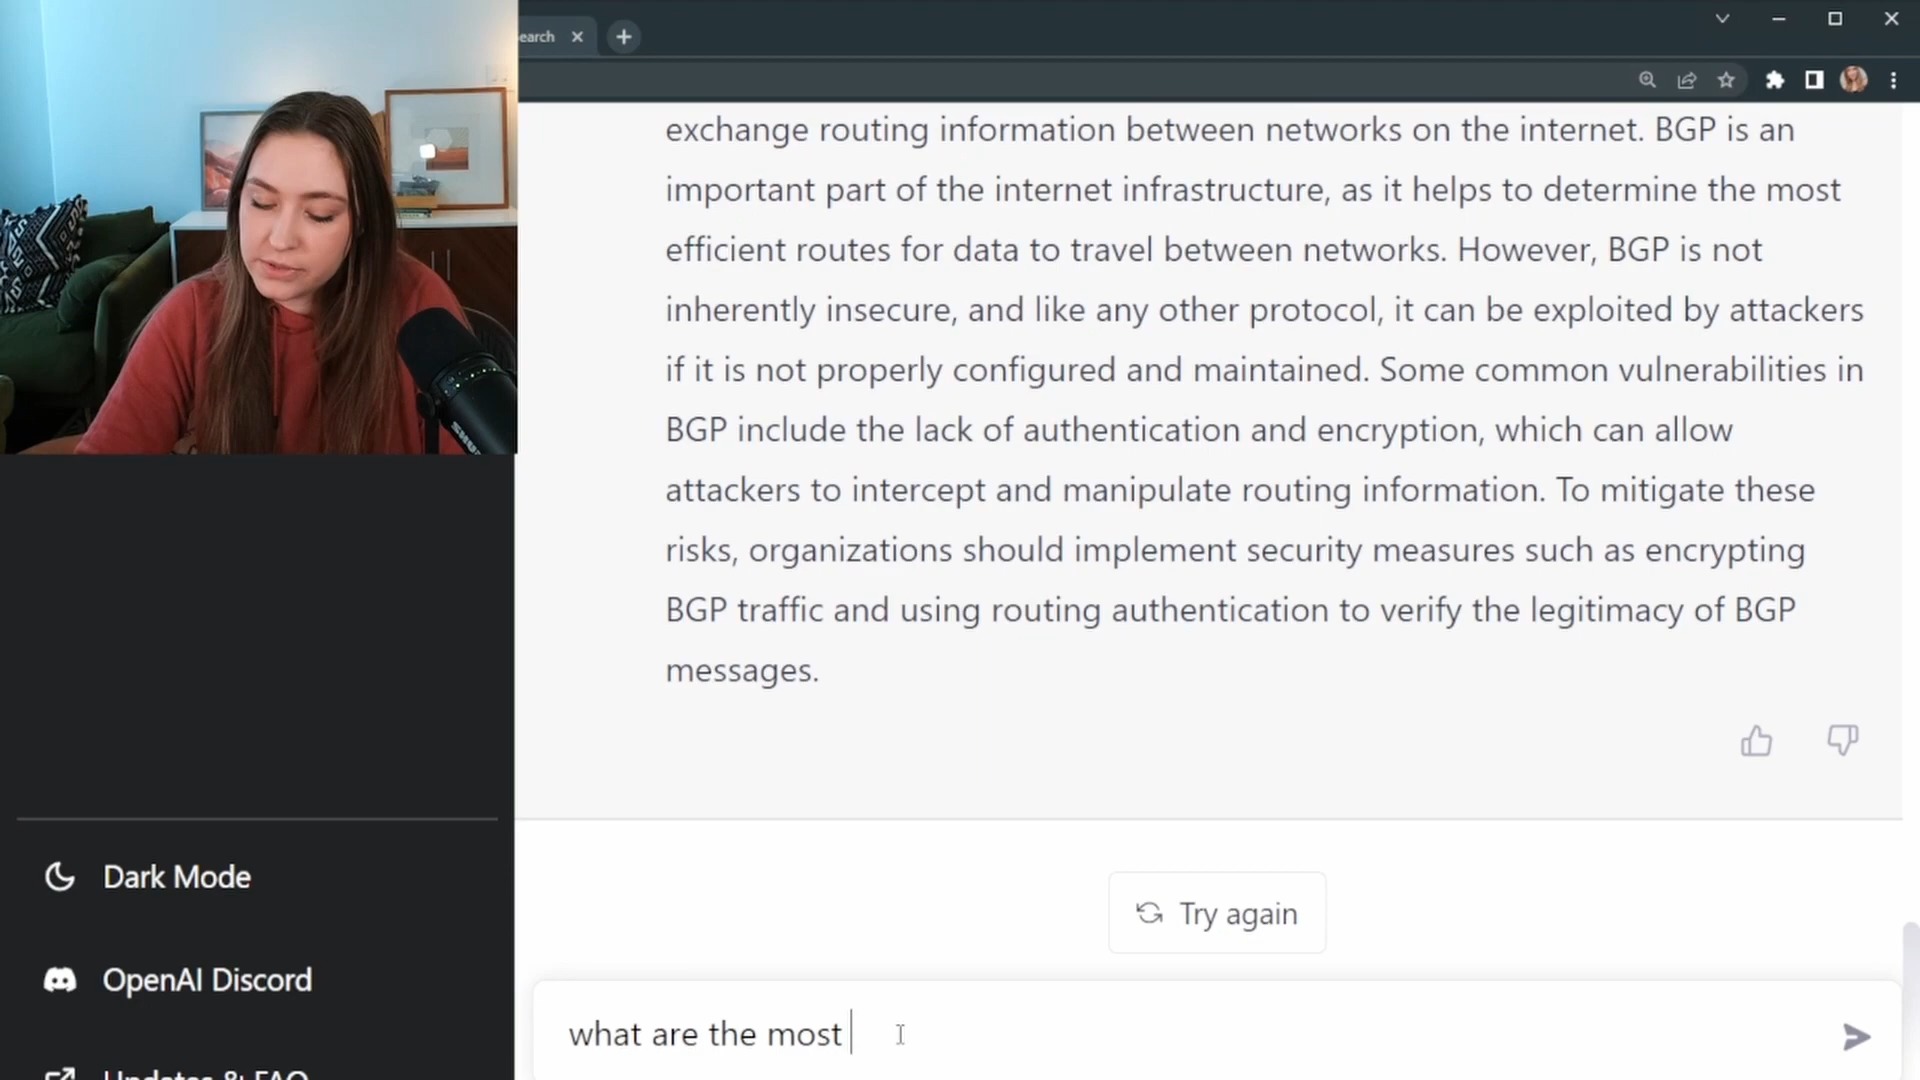 earch
exchange routing information between networks on the internet. BGP is an
important part of the internet infrastructure, as it helps to determine the most
efficient routes for data to travel between networks. However, BGP is not
inherently insecure, and like any other protocol, it can be exploited by attackers
if it is not properly configured and maintained. Some common vulnerabilities in
BGP include the lack of authentication and encryption, which can allow
attackers to intercept and manipulate routing information. To mitigate these
risks, organizations should implement security measures such as encrypting
BGP traffic and using routing authentication to verify the legitimacy of BGP
messages.
Dark Mode
Try again
OpenAI Discord
what are the most
Updates & FAQ